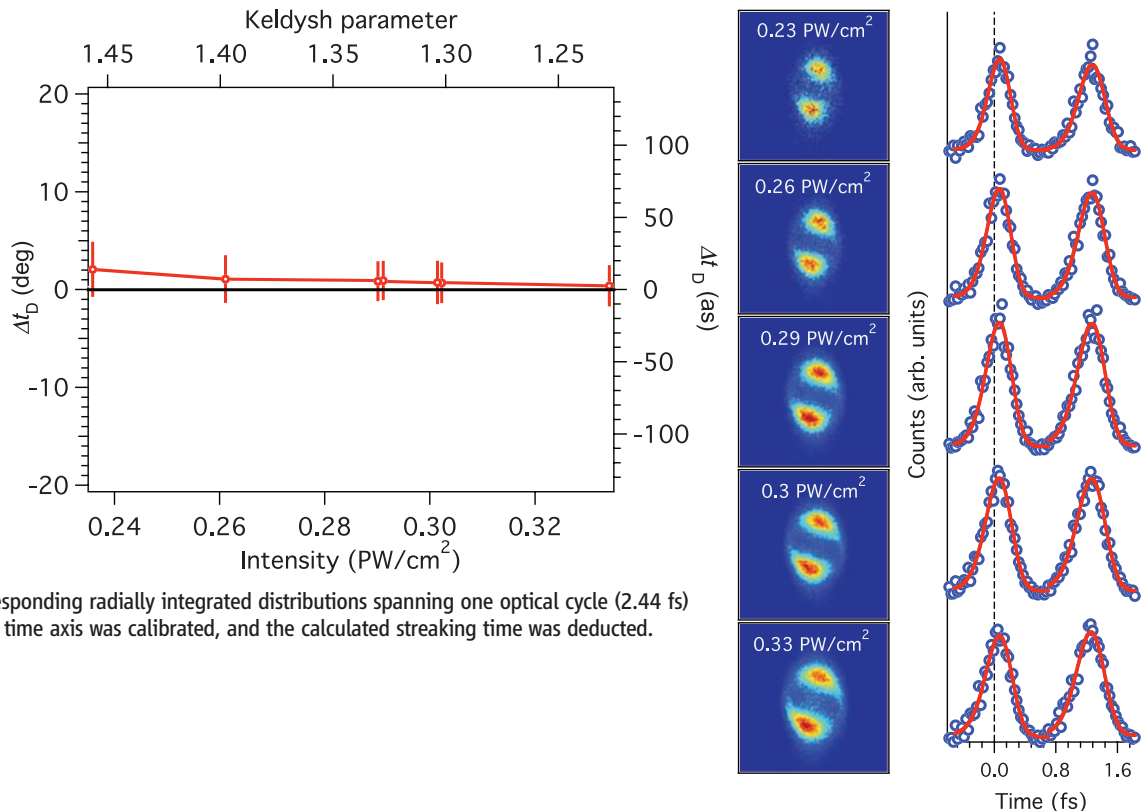 Keldysh parameter
1.45 1.40 1.35 1.30 1.25
20
10
0
-10
-20
Δt_D (deg)
100
50
0
-50
-100
Δt_D (as)
0.24 0.26 0.28 0.30 0.32
Intensity (PW/cm²)
esponding radially integrated distributions spanning one optical cycle (2.44 fs)
time axis was calibrated, and the calculated streaking time was deducted.
0.23 PW/cm²
0.26 PW/cm²
0.29 PW/cm²
0.3 PW/cm²
0.33 PW/cm²
Counts (arb. units)
0.0 0.8 1.6
Time (fs)